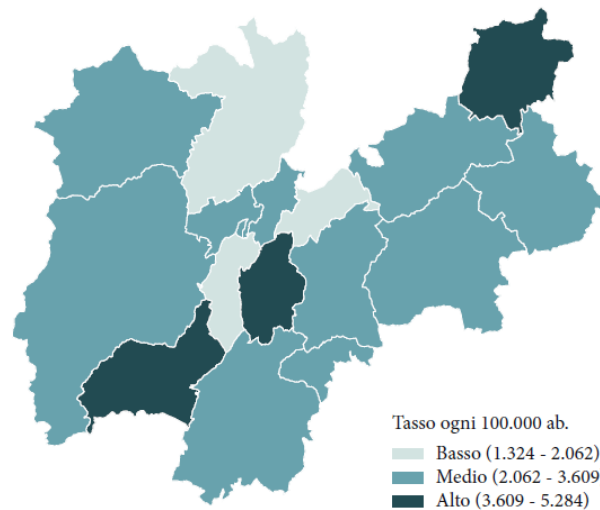 Tasso ogni 100.000 ab.
Basso (1.324 - 2.062)
Medio (2.062 - 3.609
Alto (3.609 - 5.284)